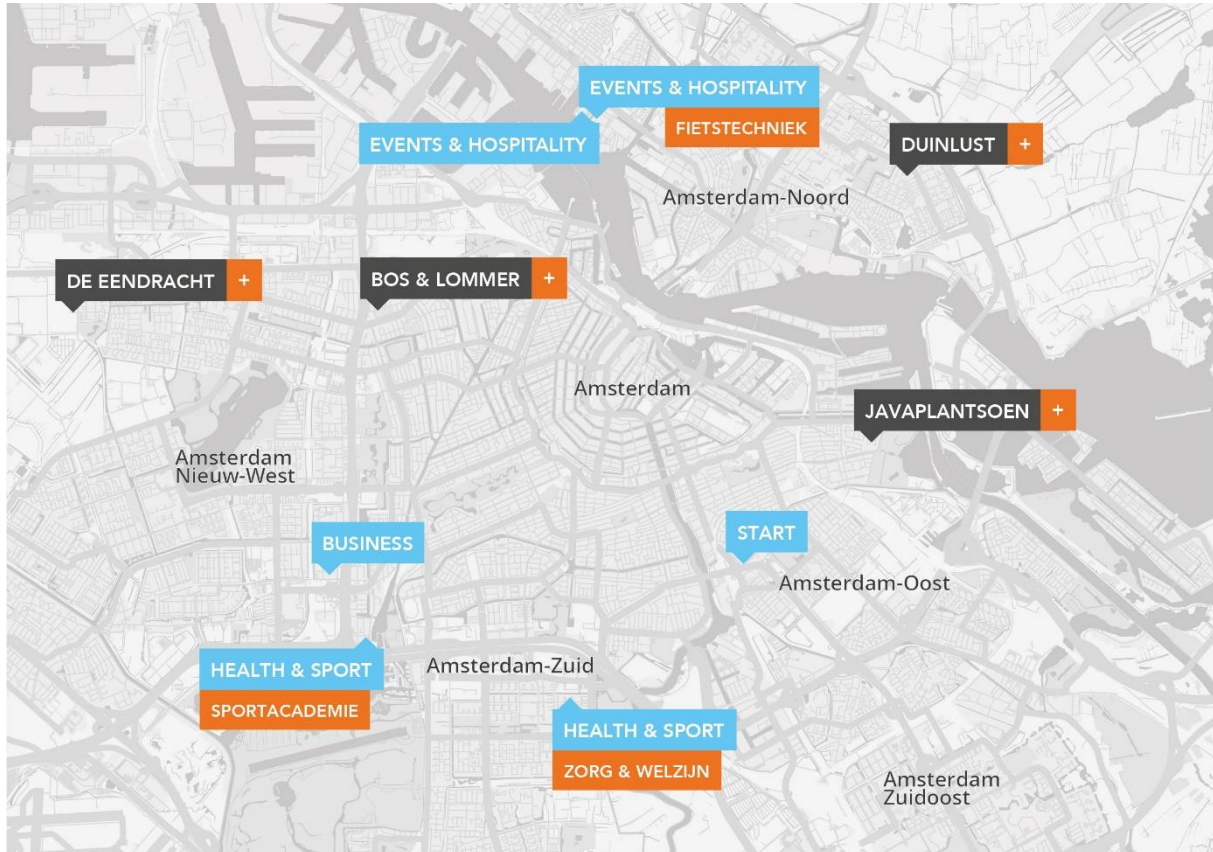 EVENTS & HOSPITALITY
FIETSTECHNIEK
EVENTS & HOSPITALITY
DUINLUST +
Amsterdam-Noord
DE EENDRACHT +
BOS & LOMMER +
Amsterdam
JAVAPLANTSOEN +
Amsterdam
Nieuw-West
BUSINESS
START
Amsterdam-Oost
HEALTH & SPORT
SPORTACADEMIE
Amsterdam-Zuid
HEALTH & SPORT
ZORG & WELZIJN
Amsterdam
Zuidoost